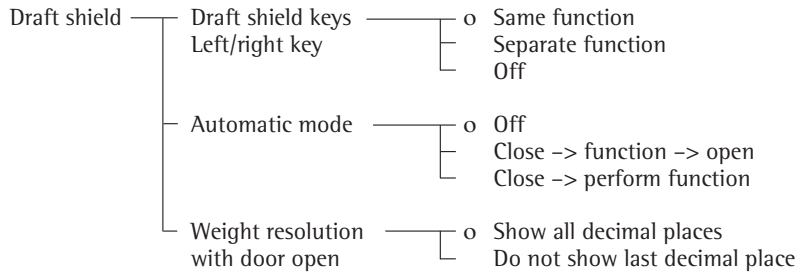 Draft shield Draft shield keys o Same function
Left/right key Separate function
Off
Automatic mode o Off
Close –> function –> open
Close –> perform function
Weight resolution o Show all decimal places
with door open Do not show last decimal place